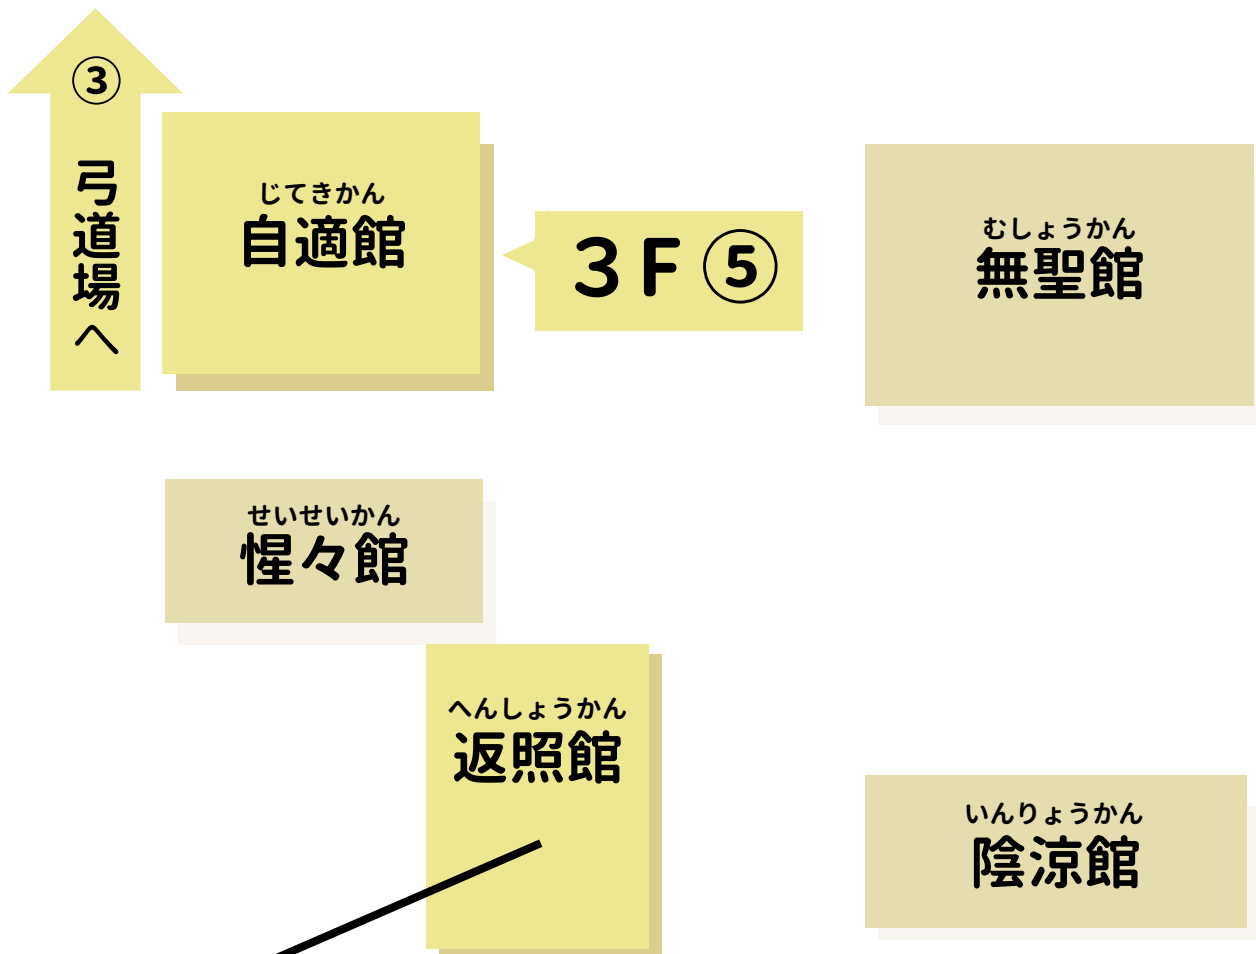 ③
弓道場へ
じてきかん
自適館
3F⑤
むしょうかん
無聖館
せいせいかん
惺々館
へんしょうかん
返照館
いんりょうかん
陰涼館